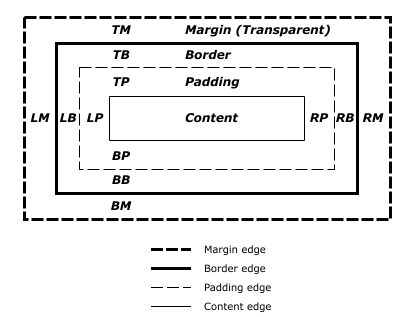 TM Margin (Transparent)
TB Border
TP Padding
LM LB LP Content RP RB RM
BP
BB
BM
Margin edge
Border edge
Padding edge
Content edge